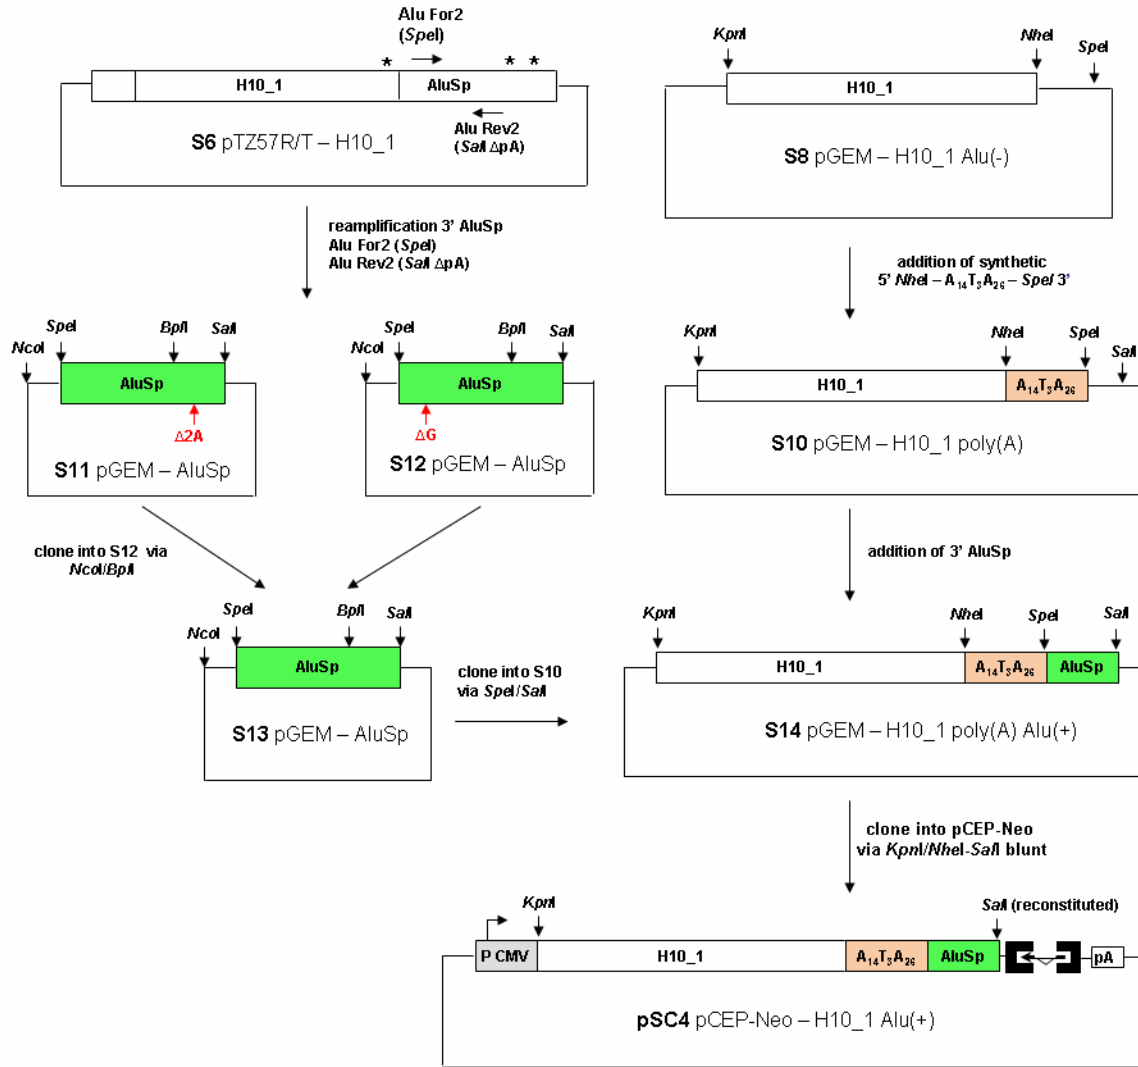 Alu For2
(SpeI)
* * *
H10_1 AluSp
Alu Rev2
(SalI ΔpA)
S6 pTZ57R/T – H10_1
KpnI NheI SpeI
H10_1
S8 pGEM – H10_1 Alu(-)
reamplification 3' AluSp
Alu For2 (SpeI)
Alu Rev2 (SalI ΔpA)
addition of synthetic
5' NheI – A₁₄T₃A₂₆ – SpeI 3'
NcoI SpeI BpiI SalI
AluSp
Δ2A
S11 pGEM – AluSp
NcoI SpeI BpiI SalI
AluSp
ΔG
S12 pGEM – AluSp
KpnI NheI SpeI SalI
H10_1 A₁₄T₃A₂₆
S10 pGEM – H10_1 poly(A)
clone into S12 via
NcoI/BpiI
addition of 3' AluSp
NcoI SpeI BpiI SalI
AluSp
S13 pGEM – AluSp
clone into S10
via SpeI/SalI
KpnI NheI SpeI SalI
H10_1 A₁₄T₃A₂₆ AluSp
S14 pGEM – H10_1 poly(A) Alu(+)
clone into pCEP-Neo
via KpnI/NheI-SalI blunt
KpnI SalI (reconstituted)
P CMV H10_1 A₁₄T₃A₂₆ AluSp pA
pSC4 pCEP-Neo – H10_1 Alu(+)